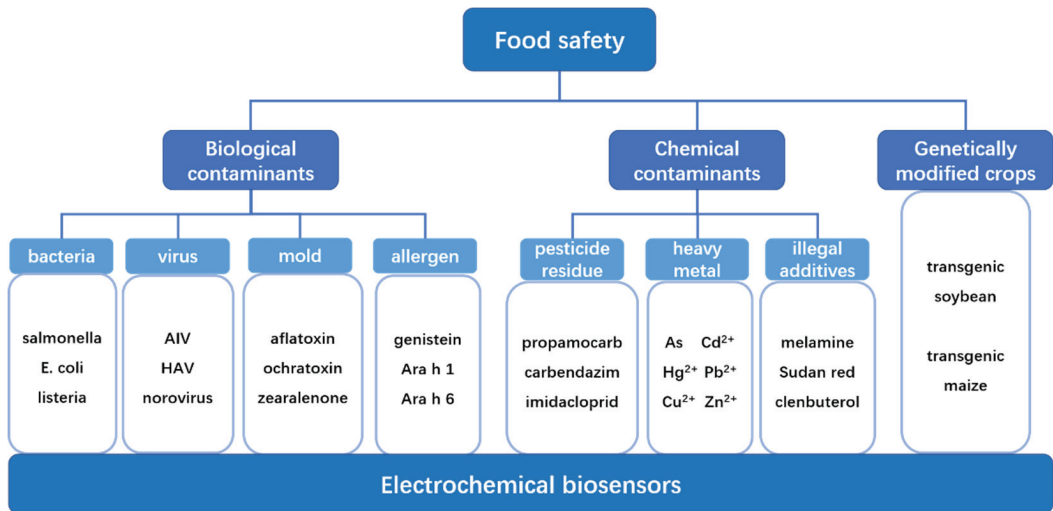 Food safety
Biological
contaminants
Chemical
contaminants
Genetically
modified crops
bacteria
virus
mold
allergen
pesticide
residue
heavy
metal
illegal
additives
salmonella
E. coli
listeria
AIV
HAV
norovirus
aflatoxin
ochratoxin
zearalenone
genistein
Ara h 1
Ara h 6
propamocarb
carbendazim
imidacloprid
As Cd²⁺
Hg²⁺ Pb²⁺
Cu²⁺ Zn²⁺
melamine
Sudan red
clenbuterol
transgenic
soybean
transgenic
maize
Electrochemical biosensors